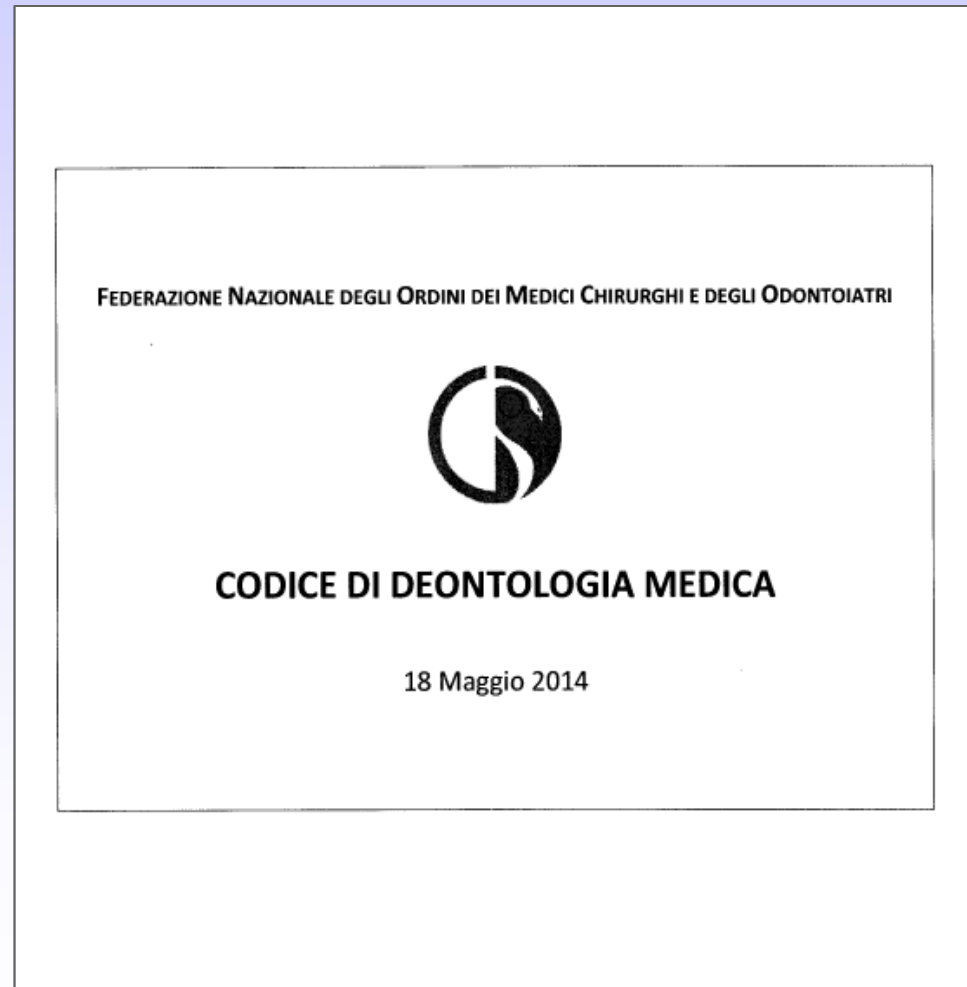 FEDERAZIONE NAZIONALE DEGLI ORDINI DEI MEDICI CHIRURGHI E DEGLI ODONTOIATRI
CODICE DI DEONTOLOGIA MEDICA
18 Maggio 2014